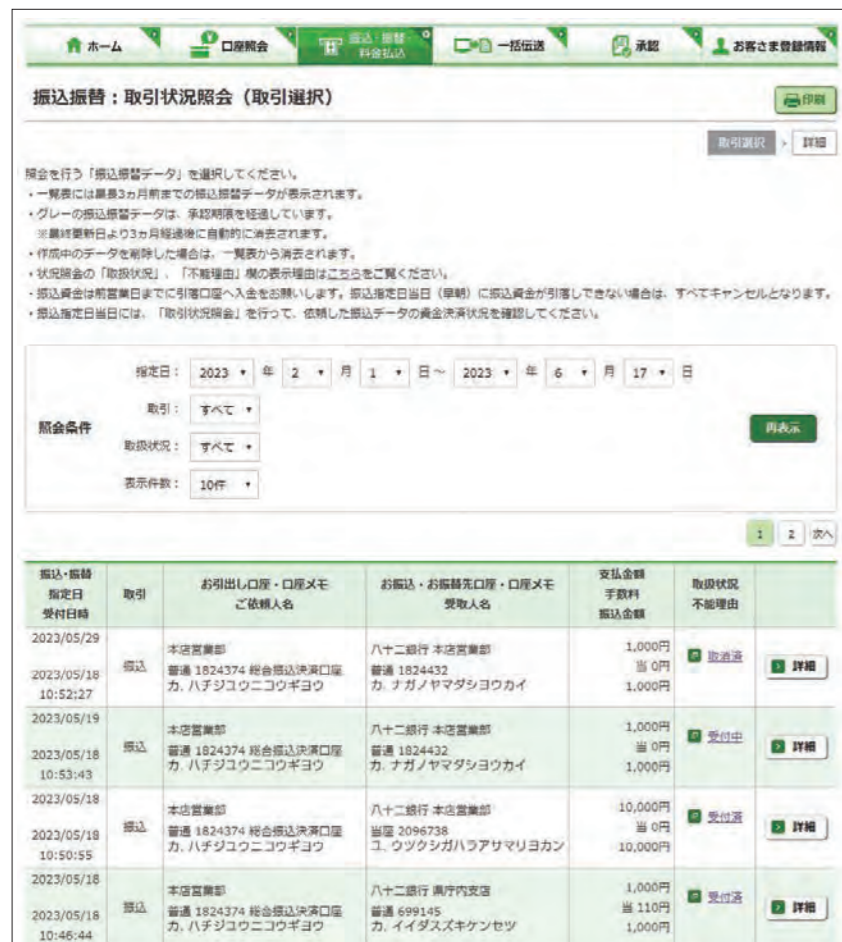 ホーム 口座照会 振込・振替・料金払込 一括伝送 承認 お客さま登録情報
振込振替：取引状況照会（取引選択） 印刷
取引選択 詳細
照会を行う「振込振替データ」を選択してください。
・一覧表には最長3ヵ月前までの振込振替データが表示されます。
・グレーの振込振替データは、承認期限を経過しています。
※最終更新日より3ヵ月経過後に自動的に消去されます。
・作成中のデータを削除した場合は、一覧表から消去されます。
・状況照会の「取扱状況」、「不能理由」欄の表示理由はこちらをご覧ください。
・振込資金は前営業日までに引落口座へ入金をお願いします。振込指定日当日（早朝）に振込資金が引落しできない場合は、すべてキャンセルとなります。
・振込指定日当日には、「取引状況照会」を行って、依頼した振込データの資金決済状況を確認してください。
指定日： 2023 年 2 月 1 日～ 2023 年 6 月 17 日
取引： すべて
照会条件 再表示
取扱状況： すべて
表示件数： 10件
1 2 次へ
振込・振替 お引出し口座・口座メモ お振込・お振替先口座・口座メモ 支払金額 取扱状況
指定日 取引 手数料
受付日時 ご依頼人名 受取人名 振込金額 不能理由
2023/05/29 本店営業部 八十二銀行 本店営業部 1,000円 取消済
2023/05/18 振込 普通 1824374 総合振込決済口座 普通 1824432 当 0円 詳細
10:52:27 カ. ハチジユウニコウギヨウ カ. ナガノヤマダシヨウカイ 1,000円
2023/05/19 本店営業部 八十二銀行 本店営業部 1,000円 受付中
2023/05/18 振込 普通 1824374 総合振込決済口座 普通 1824432 当 0円 詳細
10:53:43 カ. ハチジユウニコウギヨウ カ. ナガノヤマダシヨウカイ 1,000円
2023/05/18 本店営業部 八十二銀行 本店営業部 10,000円 受付済
2023/05/18 振込 普通 1824374 総合振込決済口座 当座 2096738 当 0円 詳細
10:50:55 カ. ハチジユウニコウギヨウ ユ. ウツクシガハラアサマリヨカン 10,000円
2023/05/18 本店営業部 八十二銀行 県庁内支店 1,000円 受付済
2023/05/18 振込 普通 1824374 総合振込決済口座 普通 699145 当 110円 詳細
10:46:44 カ. ハチジユウニコウギヨウ カ. イイダスズキケンセツ 1,000円